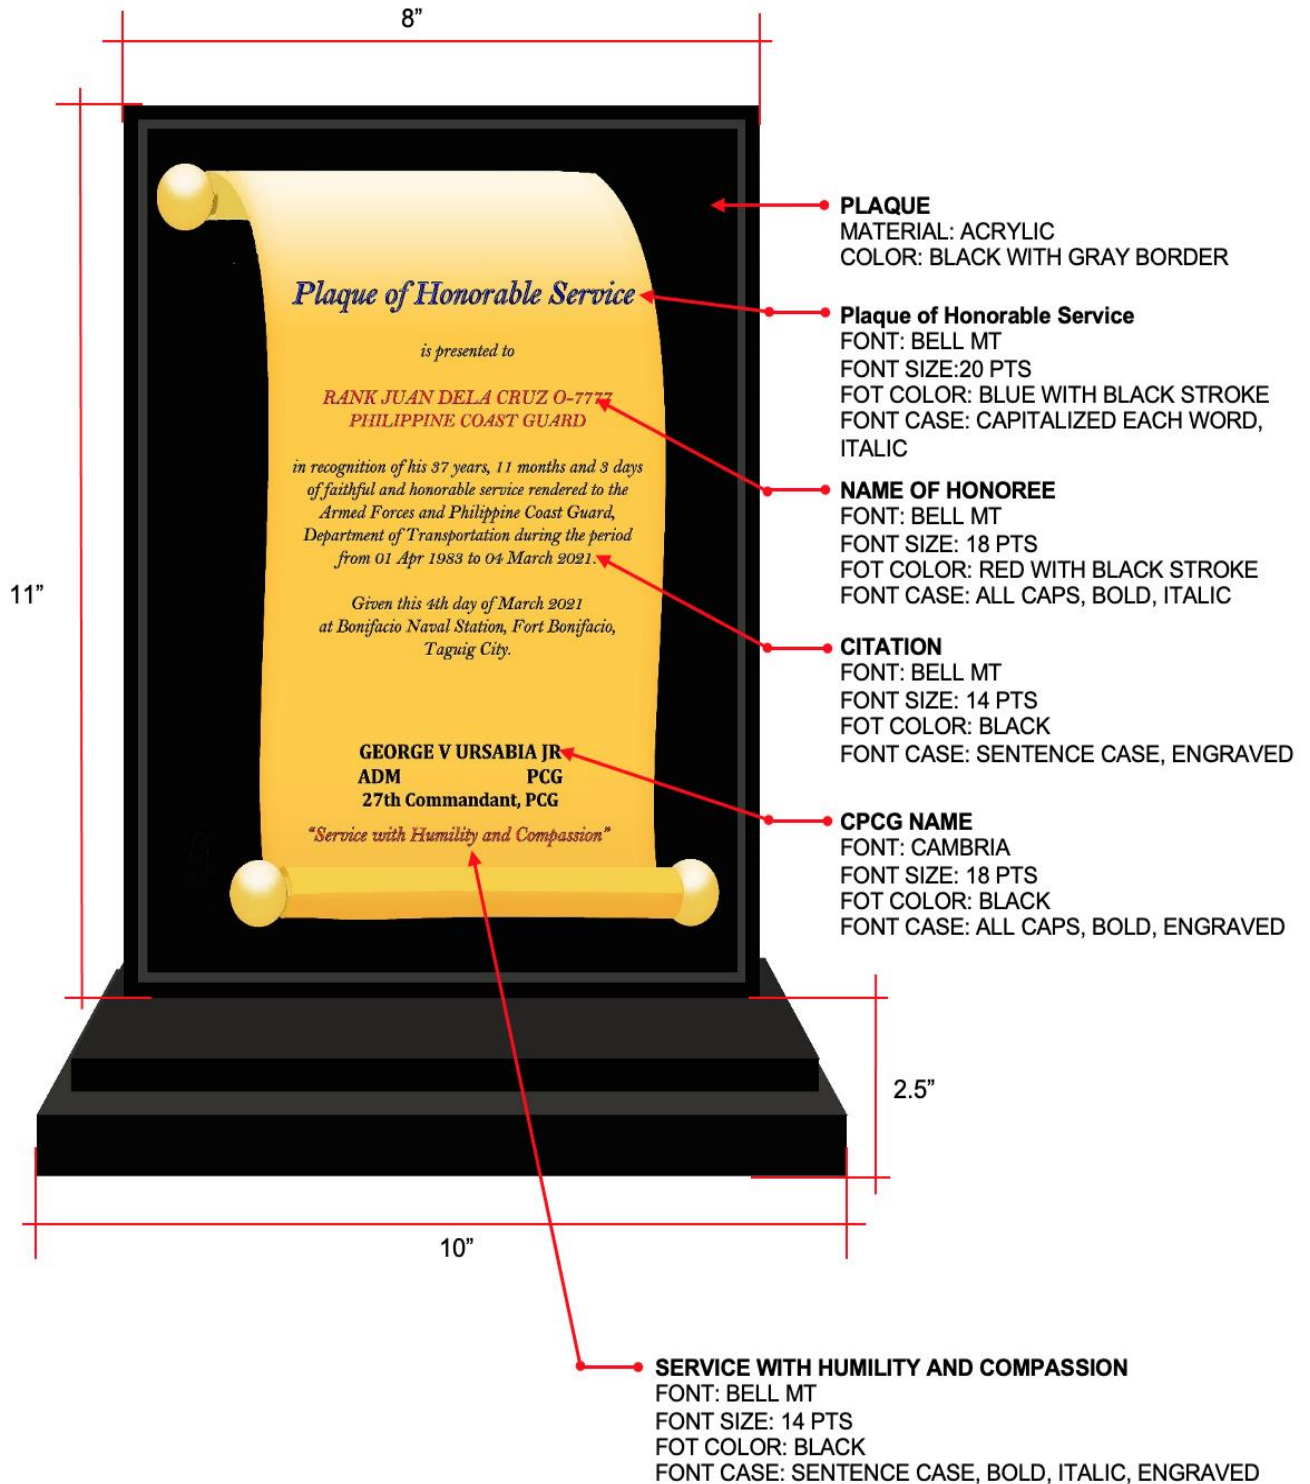 8”
PLAQUE
MATERIAL: ACRYLIC
COLOR: BLACK WITH GRAY BORDER
Plaque of Honorable Service
is presented to
RANK JUAN DELA CRUZ O-7777
PHILIPPINE COAST GUARD
in recognition of his 37 years, 11 months and 3 days
of faithful and honorable service rendered to the
Armed Forces and Philippine Coast Guard,
Department of Transportation during the period
from 01 Apr 1983 to 04 March 2021.
Given this 4th day of March 2021
at Bonifacio Naval Station, Fort Bonifacio,
Taguig City.
GEORGE V URSABIA JR
ADM PCG
27th Commandant, PCG
“Service with Humility and Compassion”
Plaque of Honorable Service
FONT: BELL MT
FONT SIZE:20 PTS
FOT COLOR: BLUE WITH BLACK STROKE
FONT CASE: CAPITALIZED EACH WORD,
ITALIC
NAME OF HONOREE
FONT: BELL MT
FONT SIZE: 18 PTS
FOT COLOR: RED WITH BLACK STROKE
FONT CASE: ALL CAPS, BOLD, ITALIC
11”
CITATION
FONT: BELL MT
FONT SIZE: 14 PTS
FOT COLOR: BLACK
FONT CASE: SENTENCE CASE, ENGRAVED
CPCG NAME
FONT: CAMBRIA
FONT SIZE: 18 PTS
FOT COLOR: BLACK
FONT CASE: ALL CAPS, BOLD, ENGRAVED
2.5”
10”
SERVICE WITH HUMILITY AND COMPASSION
FONT: BELL MT
FONT SIZE: 14 PTS
FOT COLOR: BLACK
FONT CASE: SENTENCE CASE, BOLD, ITALIC, ENGRAVED